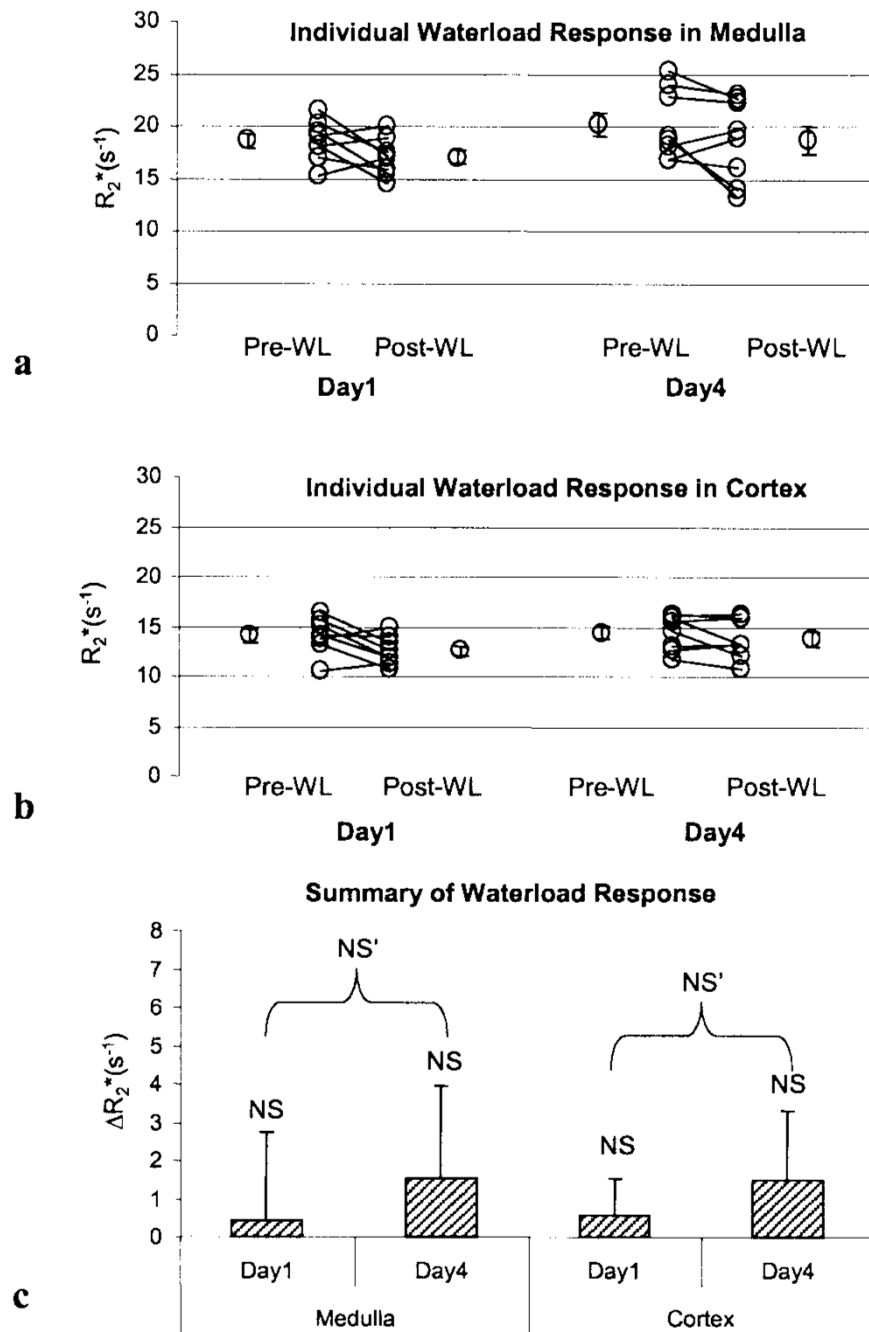 Individual Waterload Response in Medulla
30
25
20
15
10
5
0
R₂*(s⁻¹)
Pre-WL Post-WL Pre-WL Post-WL
Day1 Day4
a
Individual Waterload Response in Cortex
30
25
20
15
10
5
0
R₂*(s⁻¹)
Pre-WL Post-WL Pre-WL Post-WL
Day1 Day4
b
Summary of Waterload Response
8
7
6
5
4
3
2
1
0
ΔR₂*(s⁻¹)
NS' NS'
NS NS NS NS
Day1 Day4 Day1 Day4
Medulla Cortex
c